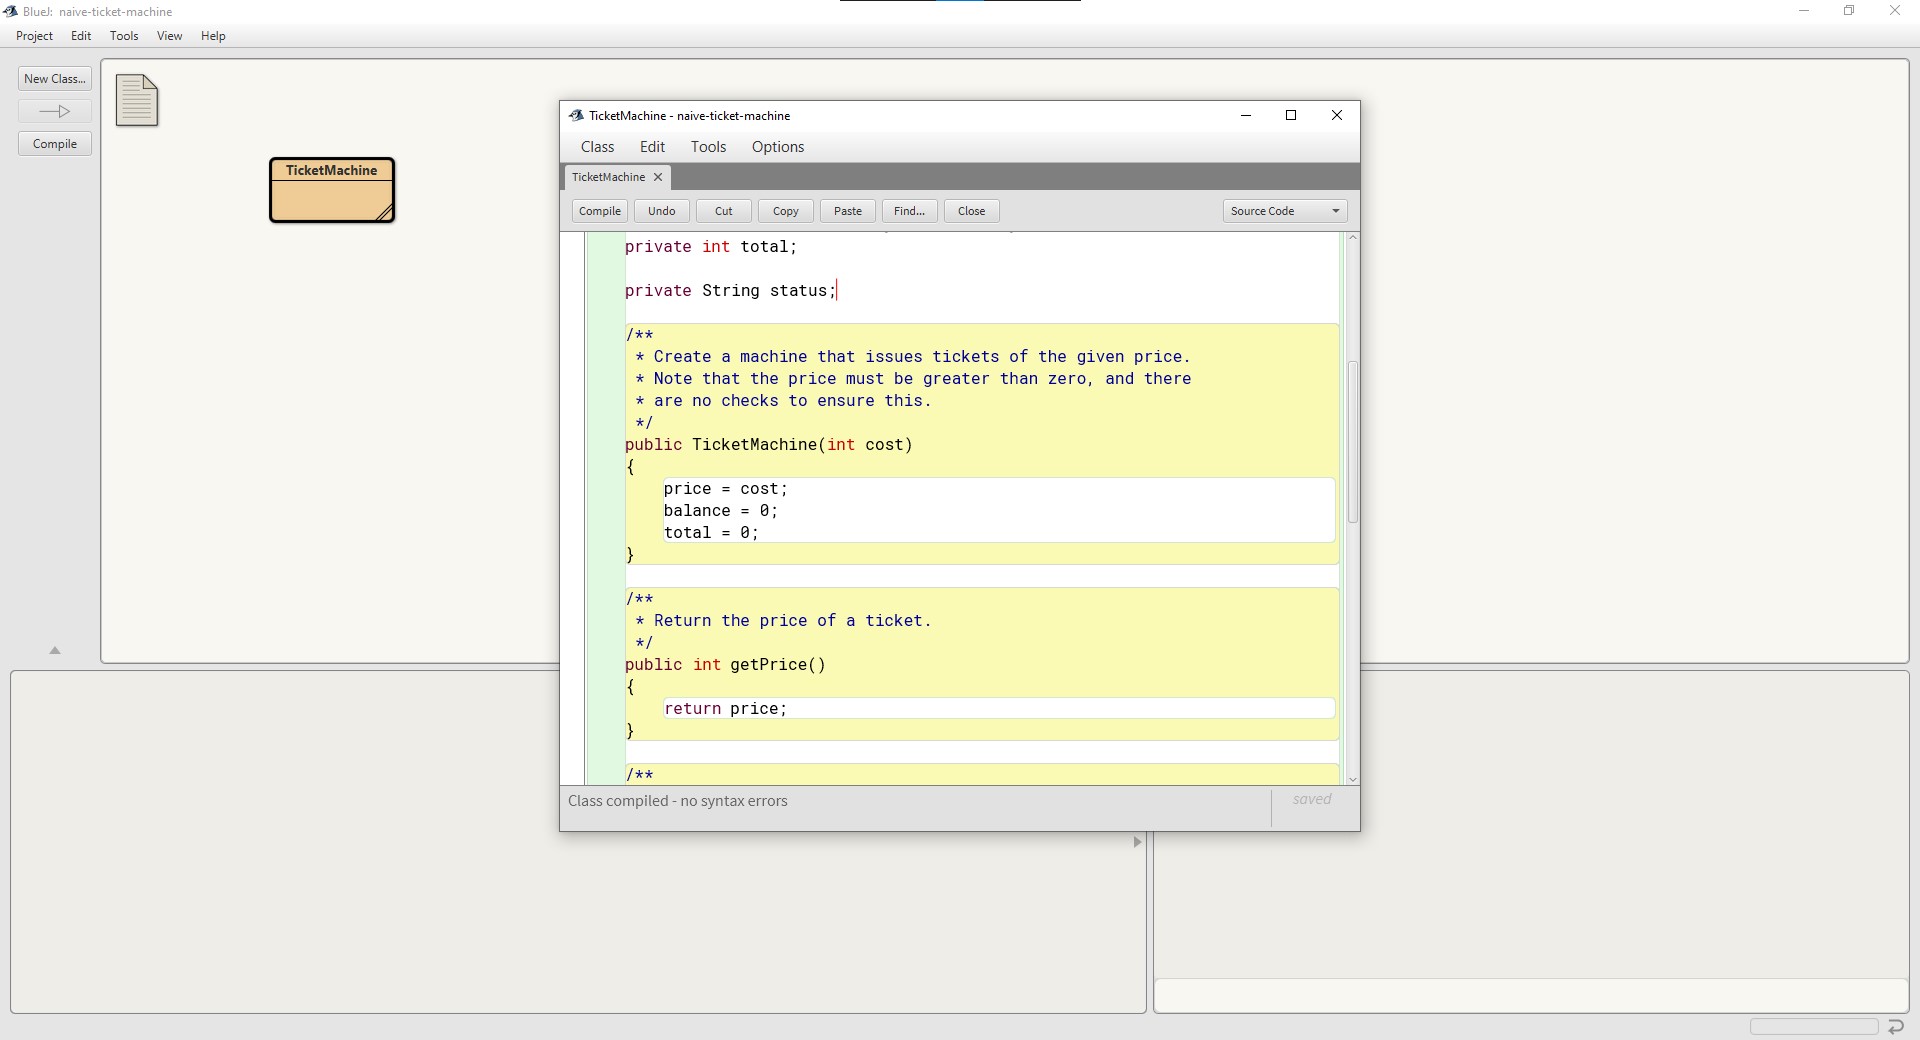 BlueJ: naive-ticket-machine
Project Edit Tools View Help
New Class...
Compile
TicketMachine
TicketMachine - naive-ticket-machine
Class Edit Tools Options
TicketMachine
Compile Undo Cut Copy Paste Find... Close Source Code
private int total;
private String status;
/**
* Create a machine that issues tickets of the given price.
* Note that the price must be greater than zero, and there
* are no checks to ensure this.
*/
public TicketMachine(int cost)
{
price = cost;
balance = 0;
total = 0;
}
/**
* Return the price of a ticket.
*/
public int getPrice()
{
return price;
}
/**
Class compiled - no syntax errors
saved